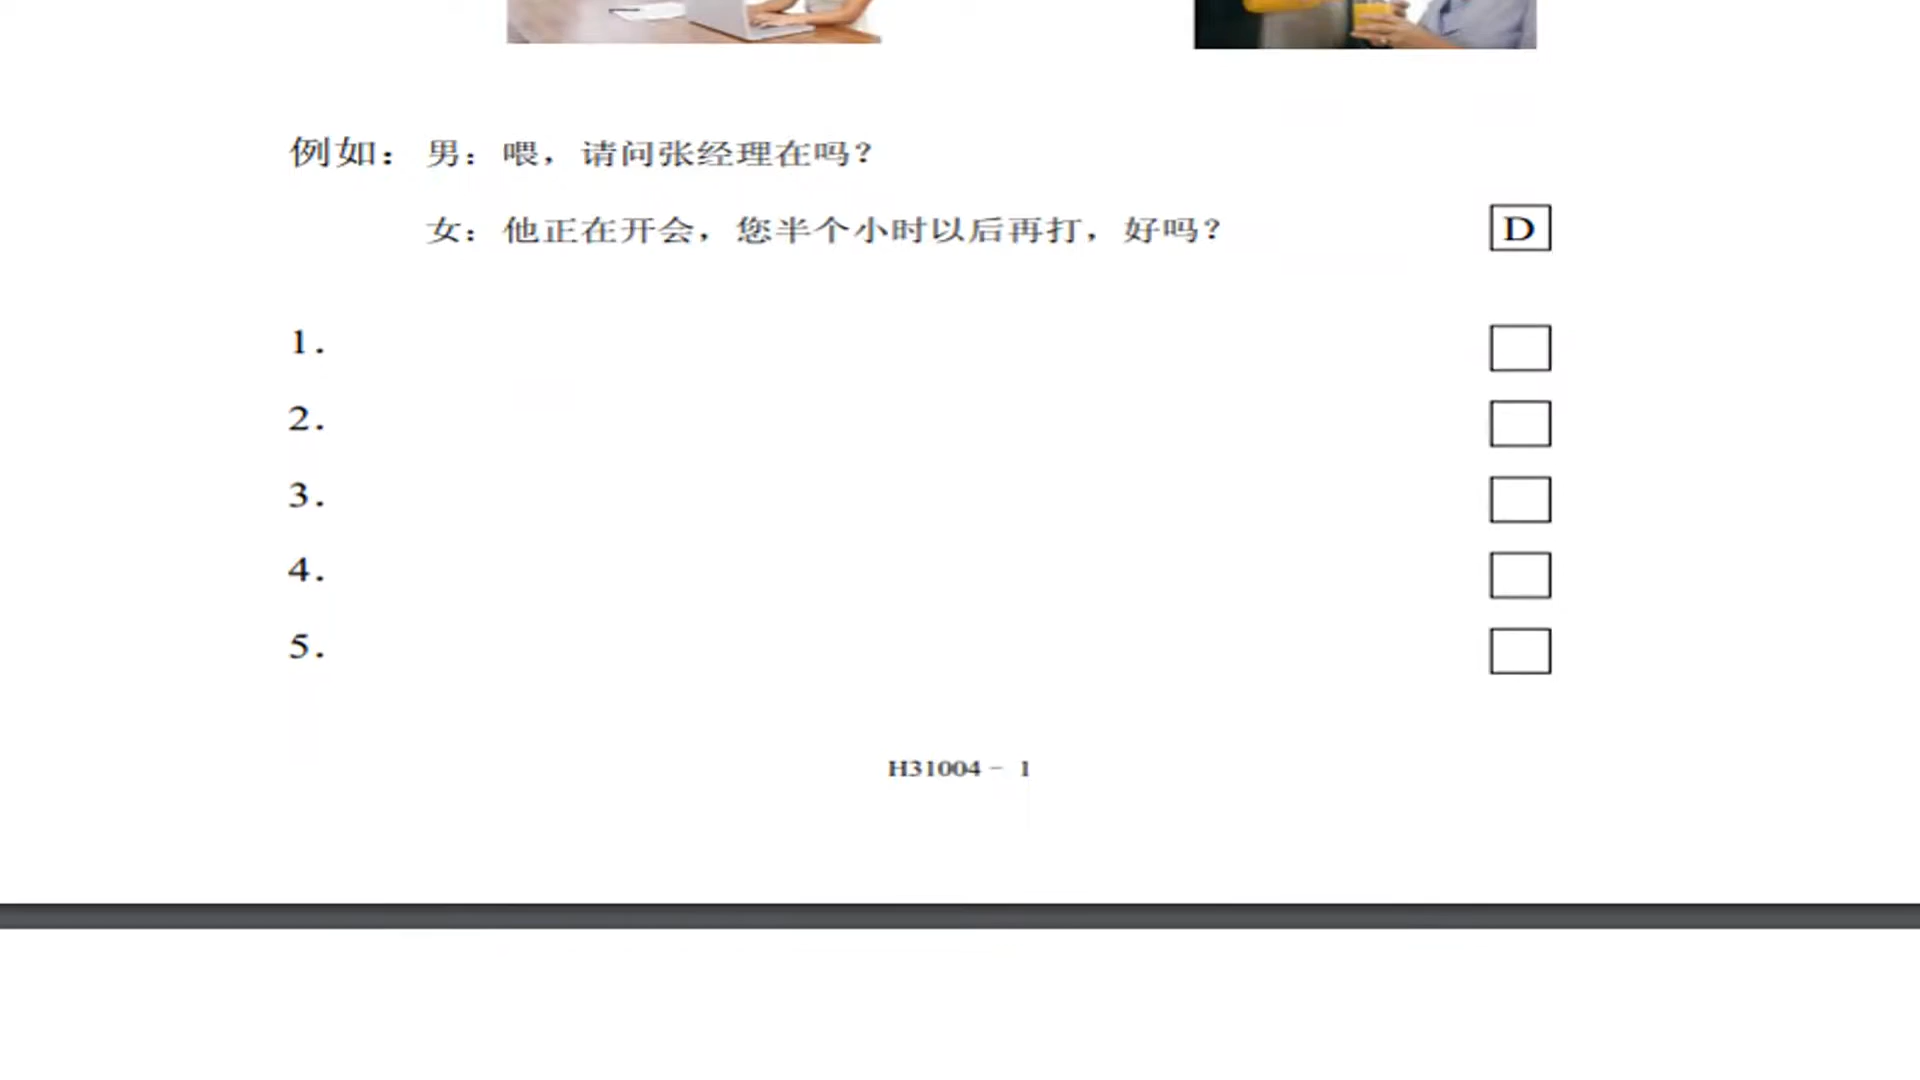 例如：男：喂，请问张经理在吗？
女：他正在开会，您半个小时以后再打，好吗？ D
1.
2.
3.
4.
5.
H31004－ 1